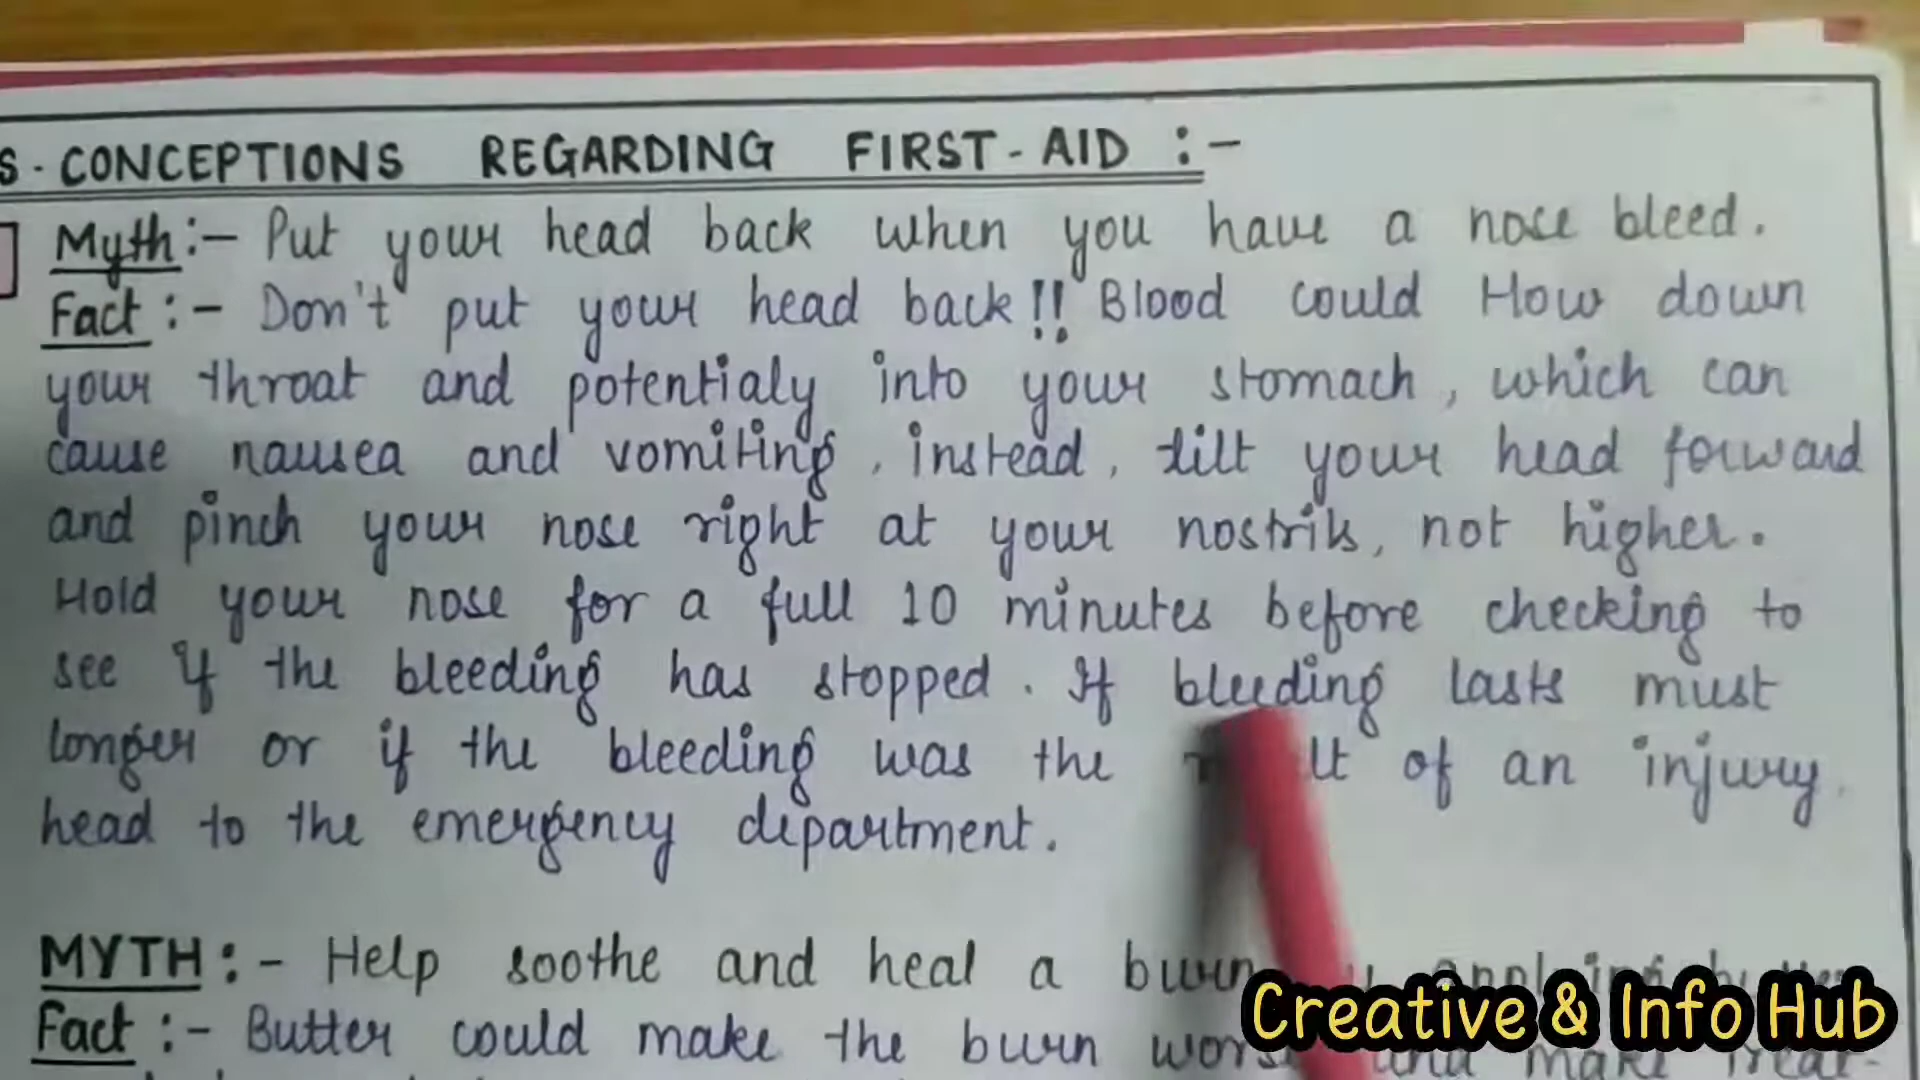 S-CONCEPTIONS REGARDING FIRST-AID :-
Myth:- Put your head back when you have a nose bleed.
Fact:- Don't put your head back!! Blood could How down
your throat and potentialy into your stomach, which can
cause nausea and vomiting, instead, tilt your head forward
and pinch your nose right at your nostrils, not higher.
Hold your nose for a full 10 minutes before checking to
see if the bleeding has stopped. If bleeding lasts must
longer or if the bleeding was the of an injury,
head to the emergency department.
MYTH:- Help soothe and heal a burn
Fact:- Butter could make the burn and make
Creative & Info Hub